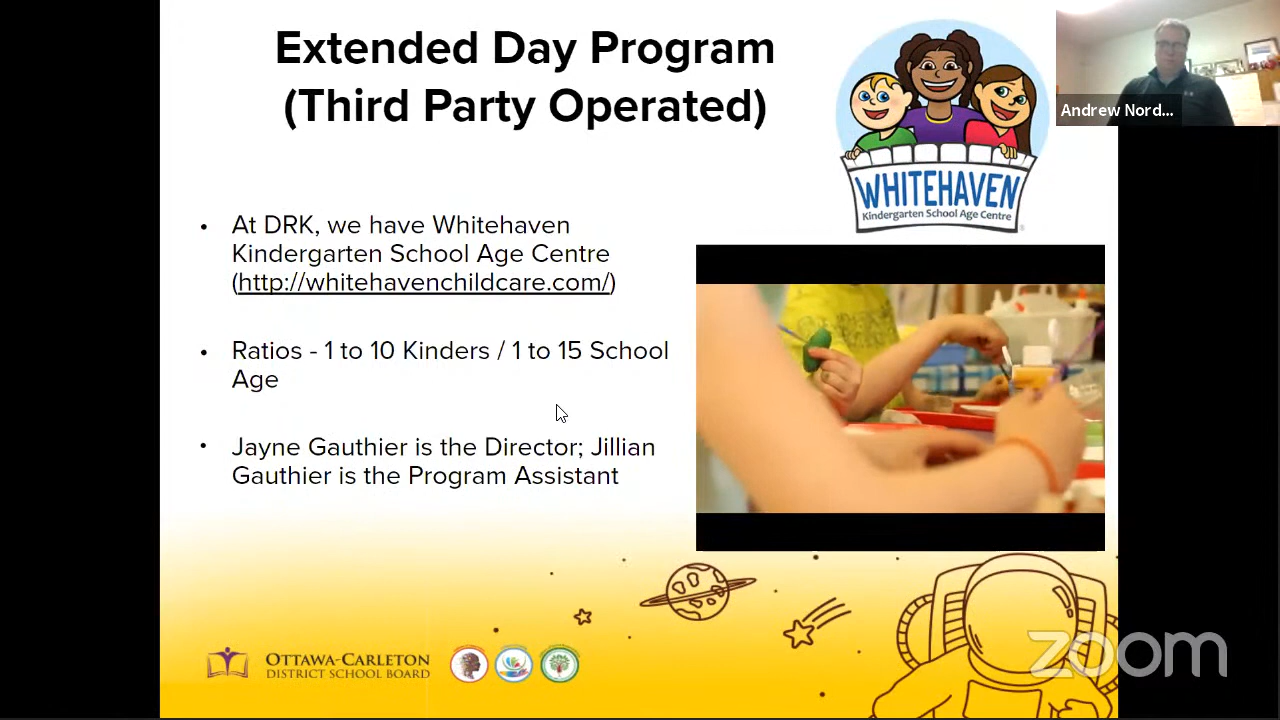 Extended Day Program
(Third Party Operated)
WHITEHAVEN
Kindergarten School Age Centre
Andrew Nord...
• At DRK, we have Whitehaven
Kindergarten School Age Centre
(http://whitehavenchildcare.com/)
• Ratios - 1 to 10 Kinders / 1 to 15 School
Age
• Jayne Gauthier is the Director; Jillian
Gauthier is the Program Assistant
OTTAWA-CARLETON
DISTRICT SCHOOL BOARD
zoom